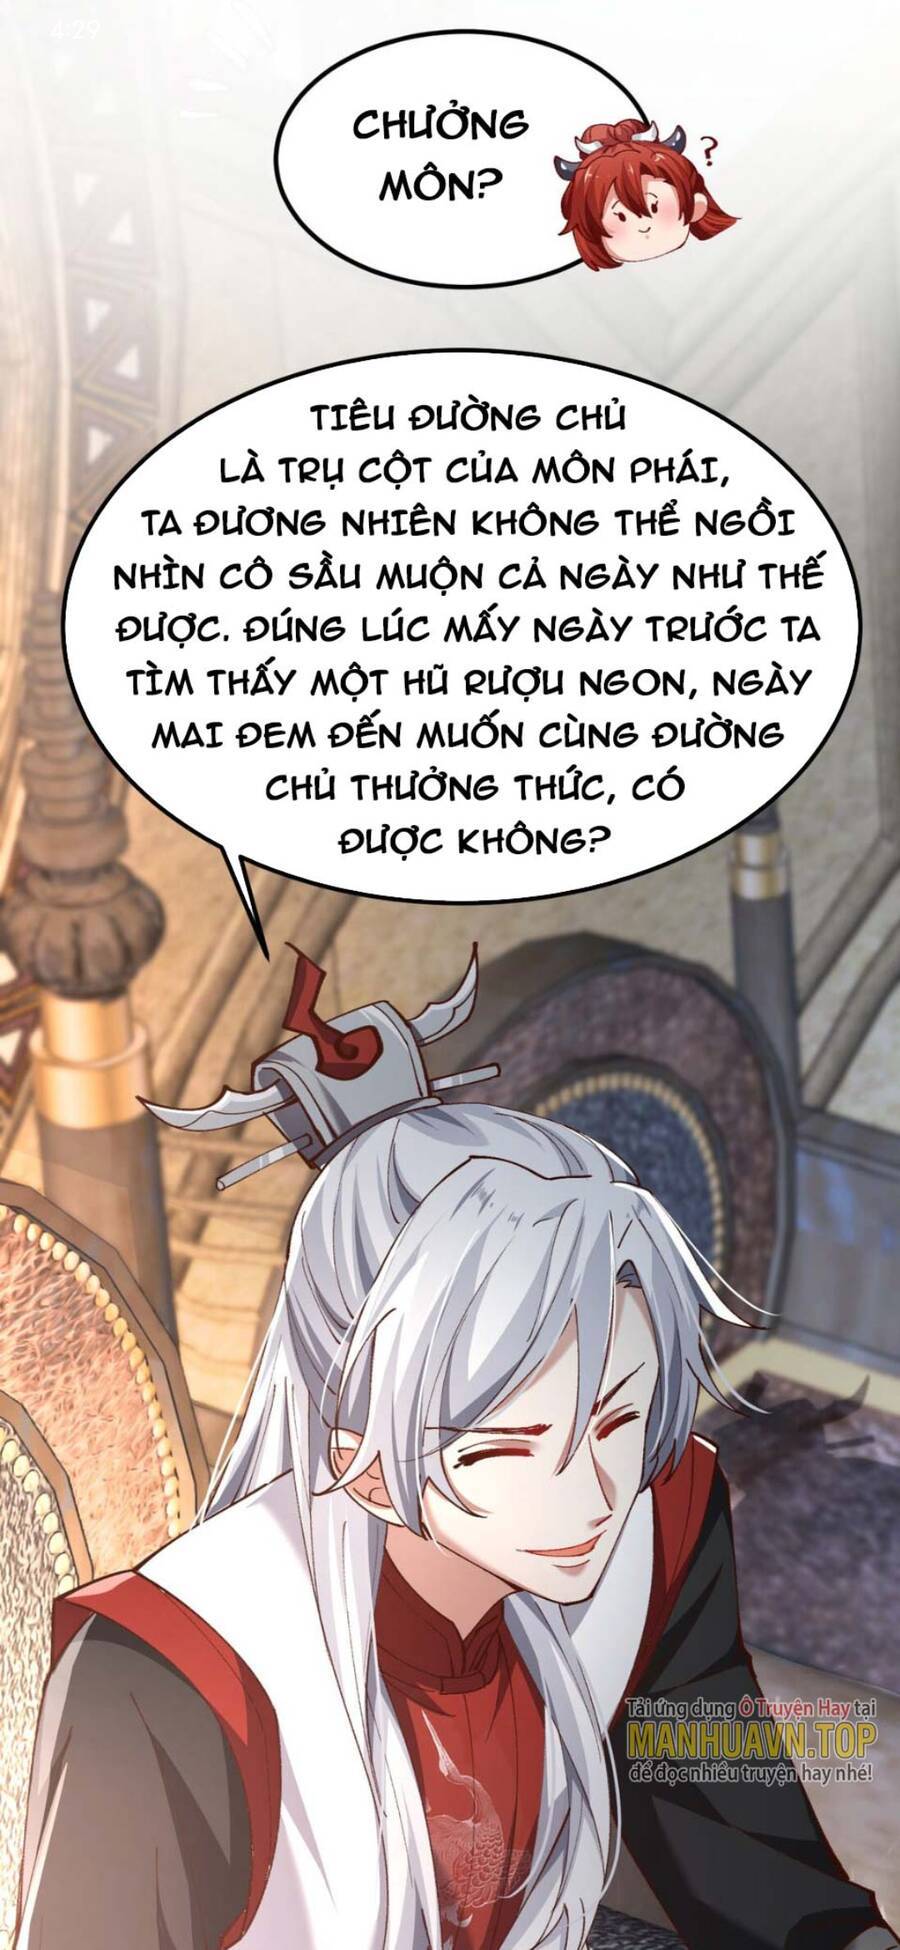 4:29
CHƯỞNG
MÔN?
?
TIÊU ĐƯỜNG CHỦ
LÀ TRỤ CỘT CỦA MÔN PHÁI,
TA ĐƯƠNG NHIÊN KHÔNG THỂ NGỒI
NHÌN CÔ SẦU MUỘN CẢ NGÀY NHƯ THẾ
ĐƯỢC. ĐÚNG LÚC MẤY NGÀY TRƯỚC TA
TÌM THẤY MỘT HŨ RƯỢU NGON, NGÀY
MAI ĐEM ĐẾN MUỐN CÙNG ĐƯỜNG
CHỦ THƯỞNG THỨC, CÓ
ĐƯỢC KHÔNG?
Tải ứng dụng Ô Truyện Hay tại
MANHUAVN.TOP
để đọc nhiều truyện hay nhé!